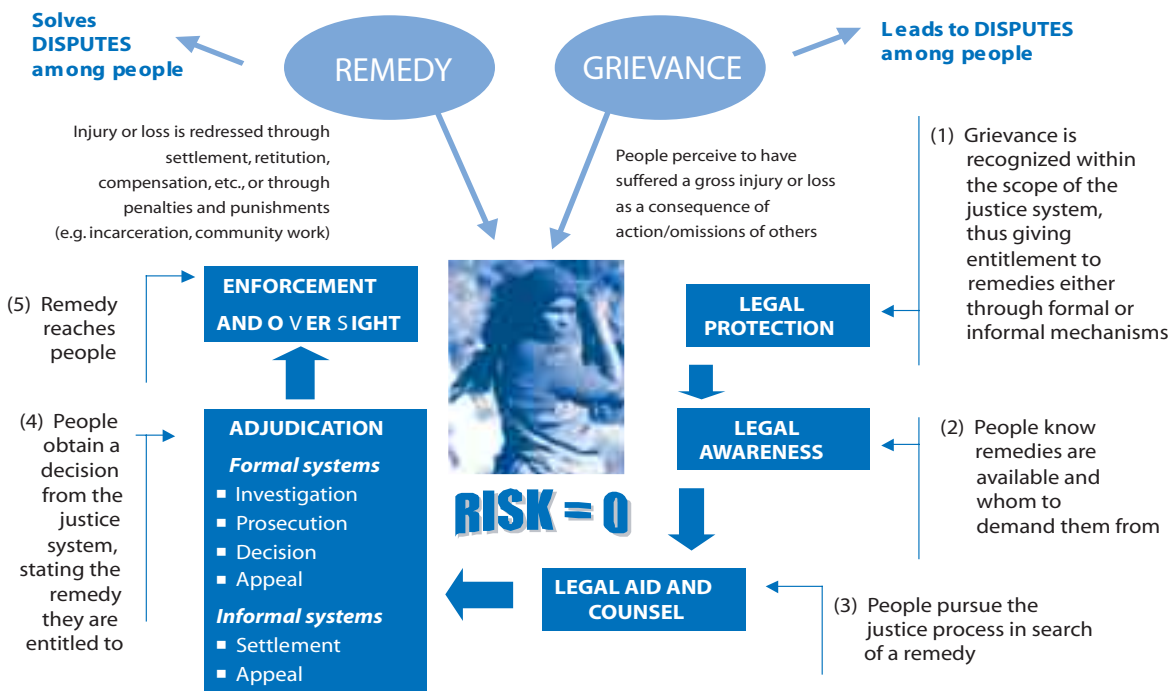 Solves
DISPUTES
among people
REMEDY
GRIEVANCE
Leads to DISPUTES
among people
Injury or loss is redressed through
settlement, retitution,
compensation, etc., or through
penalties and punishments
(e.g. incarceration, community work)
People perceive to have
suffered a gross injury or loss
as a consequence of
action/omissions of others
(1) Grievance is
recognized within
the scope of the
justice system,
thus giving
entitlement to
remedies either
through formal or
informal mechanisms
LEGAL
PROTECTION
LEGAL
AWARENESS
(2) People know
remedies are
available and
whom to
demand them from
LEGAL AID AND
COUNSEL
(3) People pursue the
justice process in search
of a remedy
RISK = 0
ADJUDICATION
Formal systems
■ Investigation
■ Prosecution
■ Decision
■ Appeal
Informal systems
■ Settlement
■ Appeal
(4) People
obtain a
decision
from the
justice
system,
stating the
remedy
they are
entitled to
ENFORCEMENT
AND OVERSIGHT
(5) Remedy
reaches
people